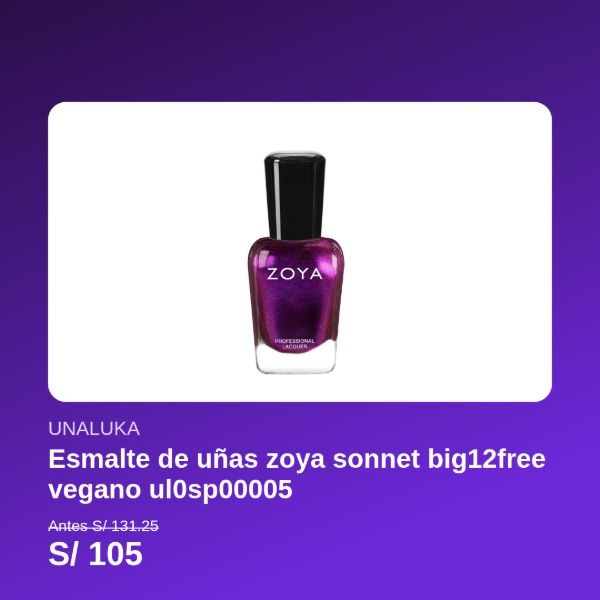 ZOYA
PROFESSIONAL
LACQUER
UNALUKA
Esmalte de uñas zoya sonnet big12free
vegano ul0sp00005
Antes S/ 131.25
S/ 105